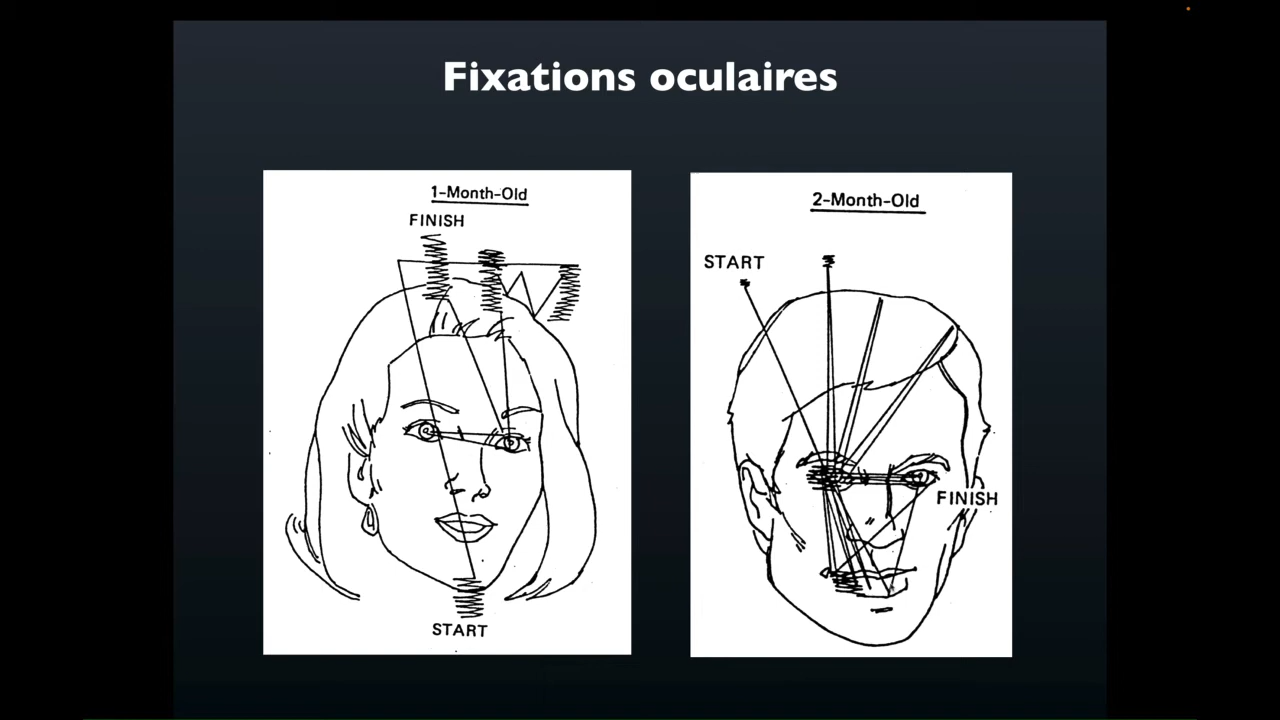 Fixations oculaires
1-Month-Old
FINISH
START
2-Month-Old
START
FINISH